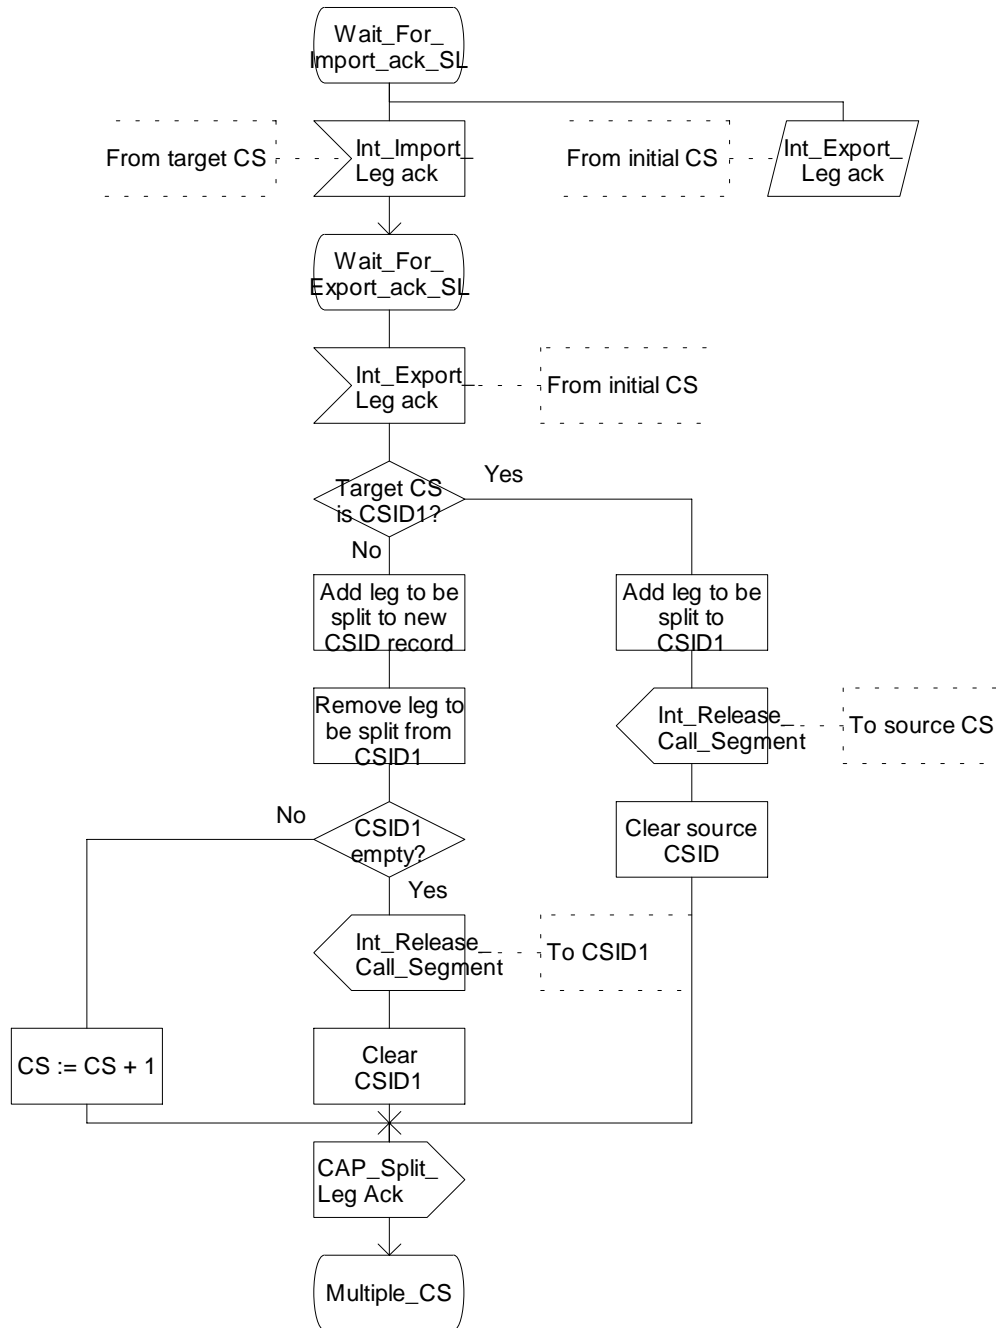 Wait_For_
Import_ack_SL
From target CS
Int_Import_
Leg ack
From initial CS
Int_Export_
Leg ack
Wait_For_
Export_ack_SL
Int_Export_
Leg ack
From initial CS
Target CS
is CSID1?
Yes
No
Add leg to be
split to new
CSID record
Add leg to be
split to
CSID1
Remove leg to
be split from
CSID1
Int_Release_
Call_Segment
To source CS
No
CSID1
empty?
Clear source
CSID
Yes
Int_Release_
Call_Segment
To CSID1
CS := CS + 1
Clear
CSID1
CAP_Split_
Leg Ack
Multiple_CS